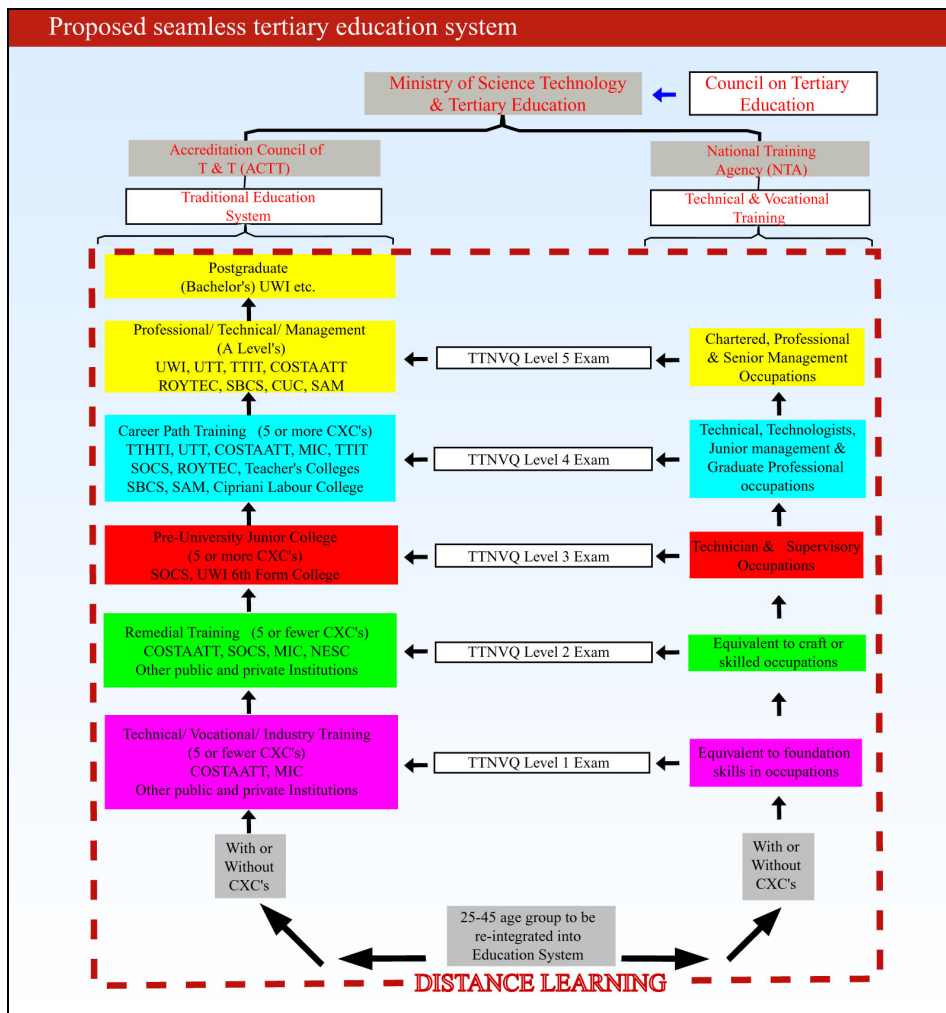 Proposed seamless tertiary education system
Ministry of Science Technology
& Tertiary Education
Council on Tertiary
Education
Accreditation Council of
T & T (ACTT)
National Training
Agency (NTA)
Traditional Education
System
Technical & Vocational
Training
Postgraduate
(Bachelor's) UWI etc.
Professional/ Technical/ Management
(A Level's)
UWI, UTT, TTIT, COSTAATT
ROYTEC, SBCS, CUC, SAM
TTNVQ Level 5 Exam
Chartered, Professional
& Senior Management
Occupations
Career Path Training (5 or more CXC's)
TTHTI, UTT, COSTAATT, MIC, TTIT
SOCS, ROYTEC, Teacher's Colleges
SBCS, SAM, Cipriani Labour College
TTNVQ Level 4 Exam
Technical, Technologists,
Junior management &
Graduate Professional
occupations
Pre-University Junior College
(5 or more CXC's)
SOCS, UWI 6th Form College
TTNVQ Level 3 Exam
Technician & Supervisory
Occupations
Remedial Training (5 or fewer CXC's)
COSTAATT, SOCS, MIC, NESC
Other public and private Institutions
TTNVQ Level 2 Exam
Equivalent to craft or
skilled occupations
Technical/ Vocational/ Industry Training
(5 or fewer CXC's)
COSTAATT, MIC
Other public and private Institutions
TTNVQ Level 1 Exam
Equivalent to foundation
skills in occupations
With or
Without
CXC's
With or
Without
CXC's
25-45 age group to be
re-integrated into
Education System
DISTANCE LEARNING